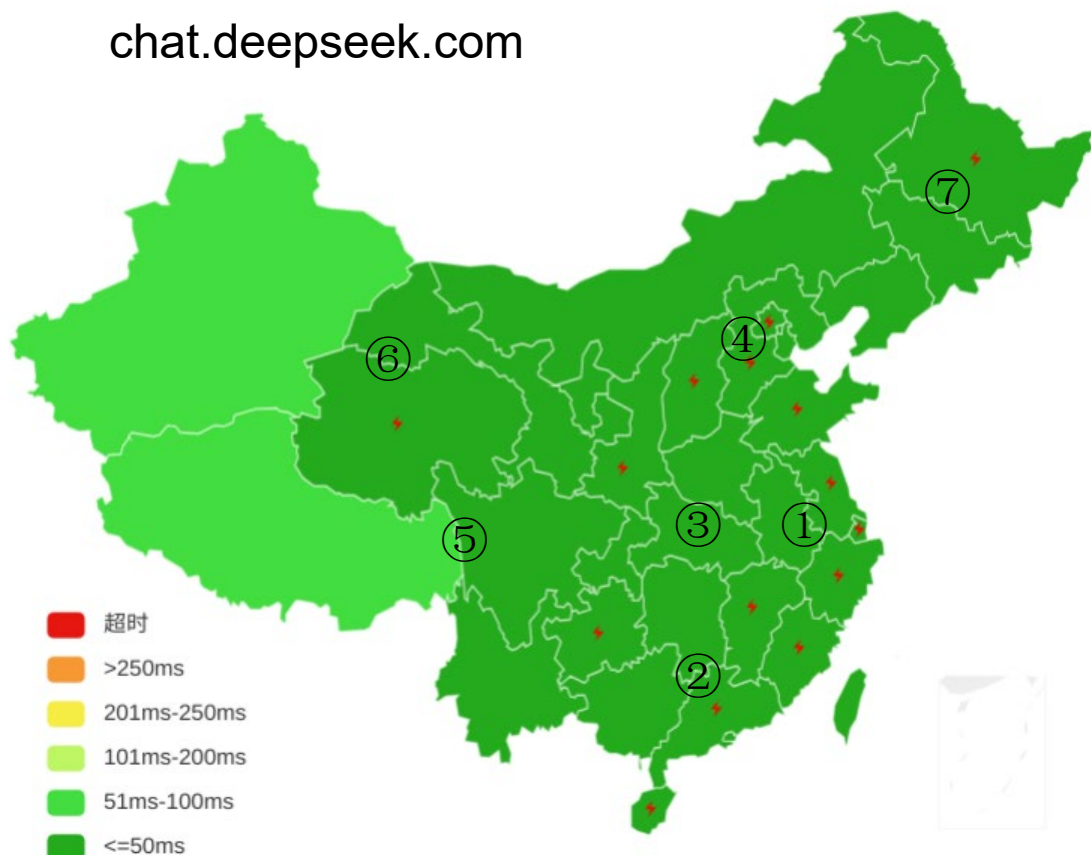 chat.deepseek.com
⑦
④
⑥
③
①
⑤
②
超时
>250ms
201ms-250ms
101ms-200ms
51ms-100ms
<=50ms